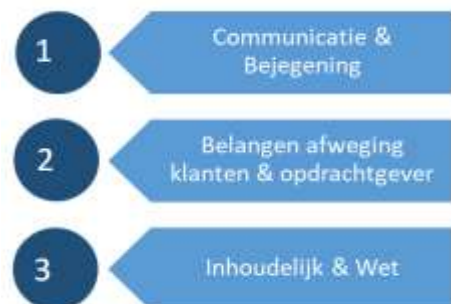 1
Communicatie &
Bejegening
2
Belangen afweging
klanten & opdrachtgever
3
Inhoudelijk & Wet